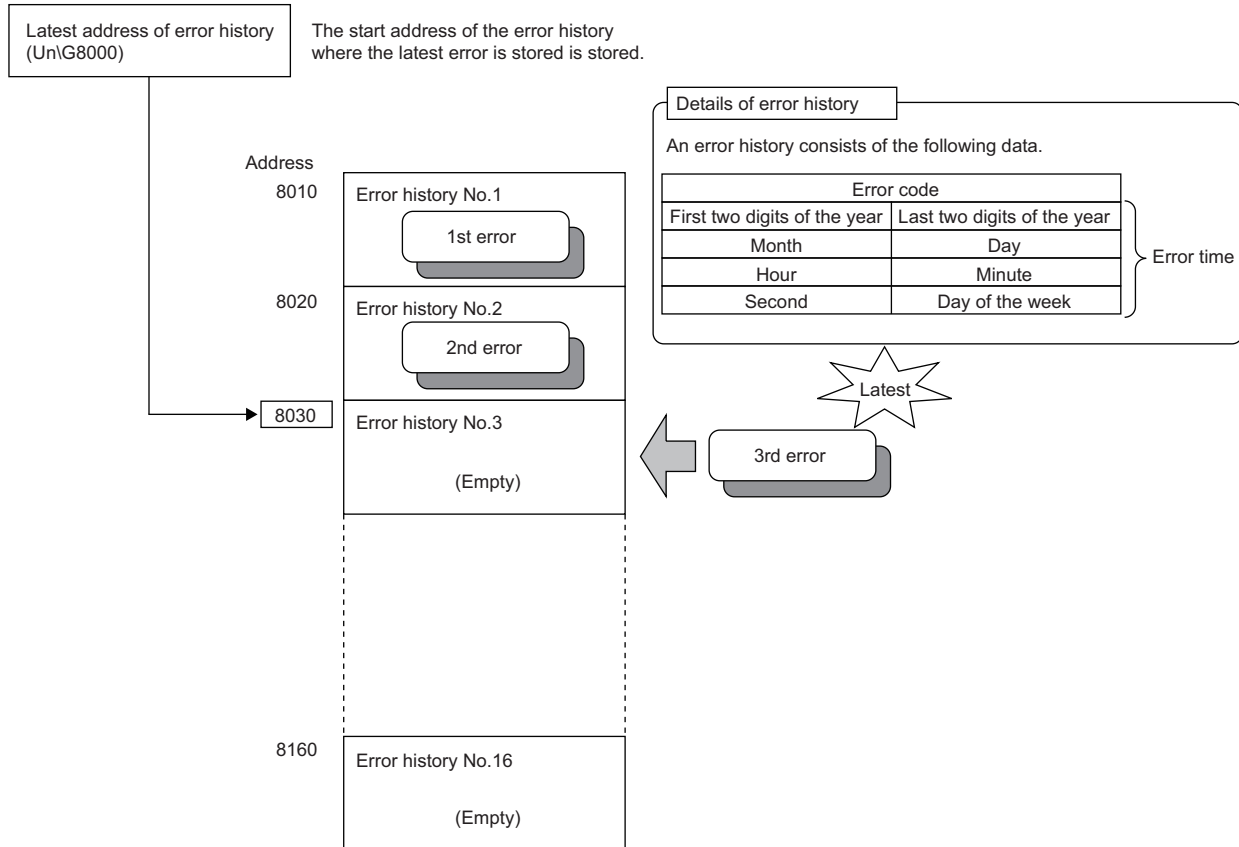 Latest address of error history
(Un\G8000)
The start address of the error history
where the latest error is stored is stored.
Details of error history
An error history consists of the following data.
Error code
First two digits of the year Last two digits of the year
Month Day
Hour Minute
Second Day of the week
Error time
Address
8010
Error history No.1
1st error
8020
Error history No.2
2nd error
Latest
8030
Error history No.3
(Empty)
3rd error
8160
Error history No.16
(Empty)